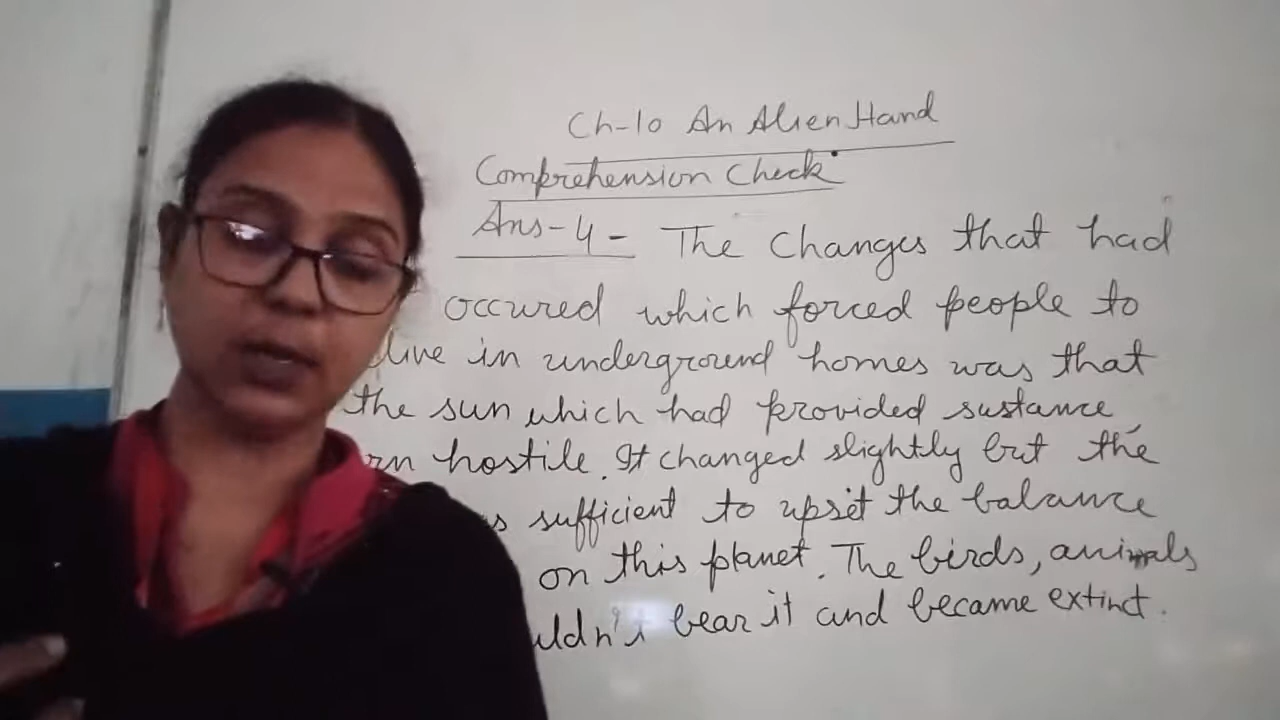 Ch-10 An Alien Hand
Comprehension Check
Ans-4- The changes that had
occured which forced people to
live in underground homes was that
the sun which had provided sustance,
hostile. It changed slightly but the
sufficient to upset the balance
on this planet. The birds, animals
bear it and became extinct.